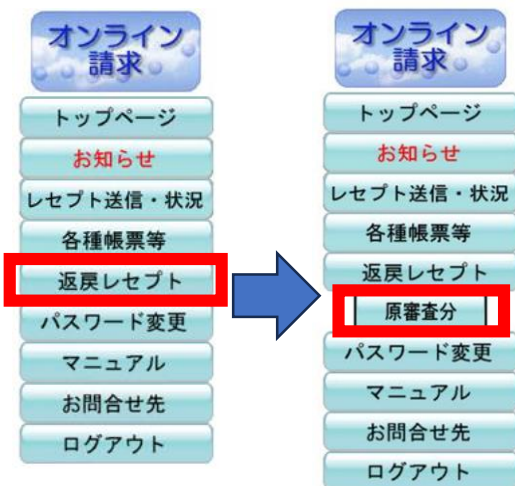 オンライン
請求
トップページ
お知らせ
レセプト送信・状況
各種帳票等
返戻レセプト
パスワード変更
マニュアル
お問合せ先
ログアウト
オンライン
請求
トップページ
お知らせ
レセプト送信・状況
各種帳票等
返戻レセプト
原審査分
パスワード変更
マニュアル
お問合せ先
ログアウト